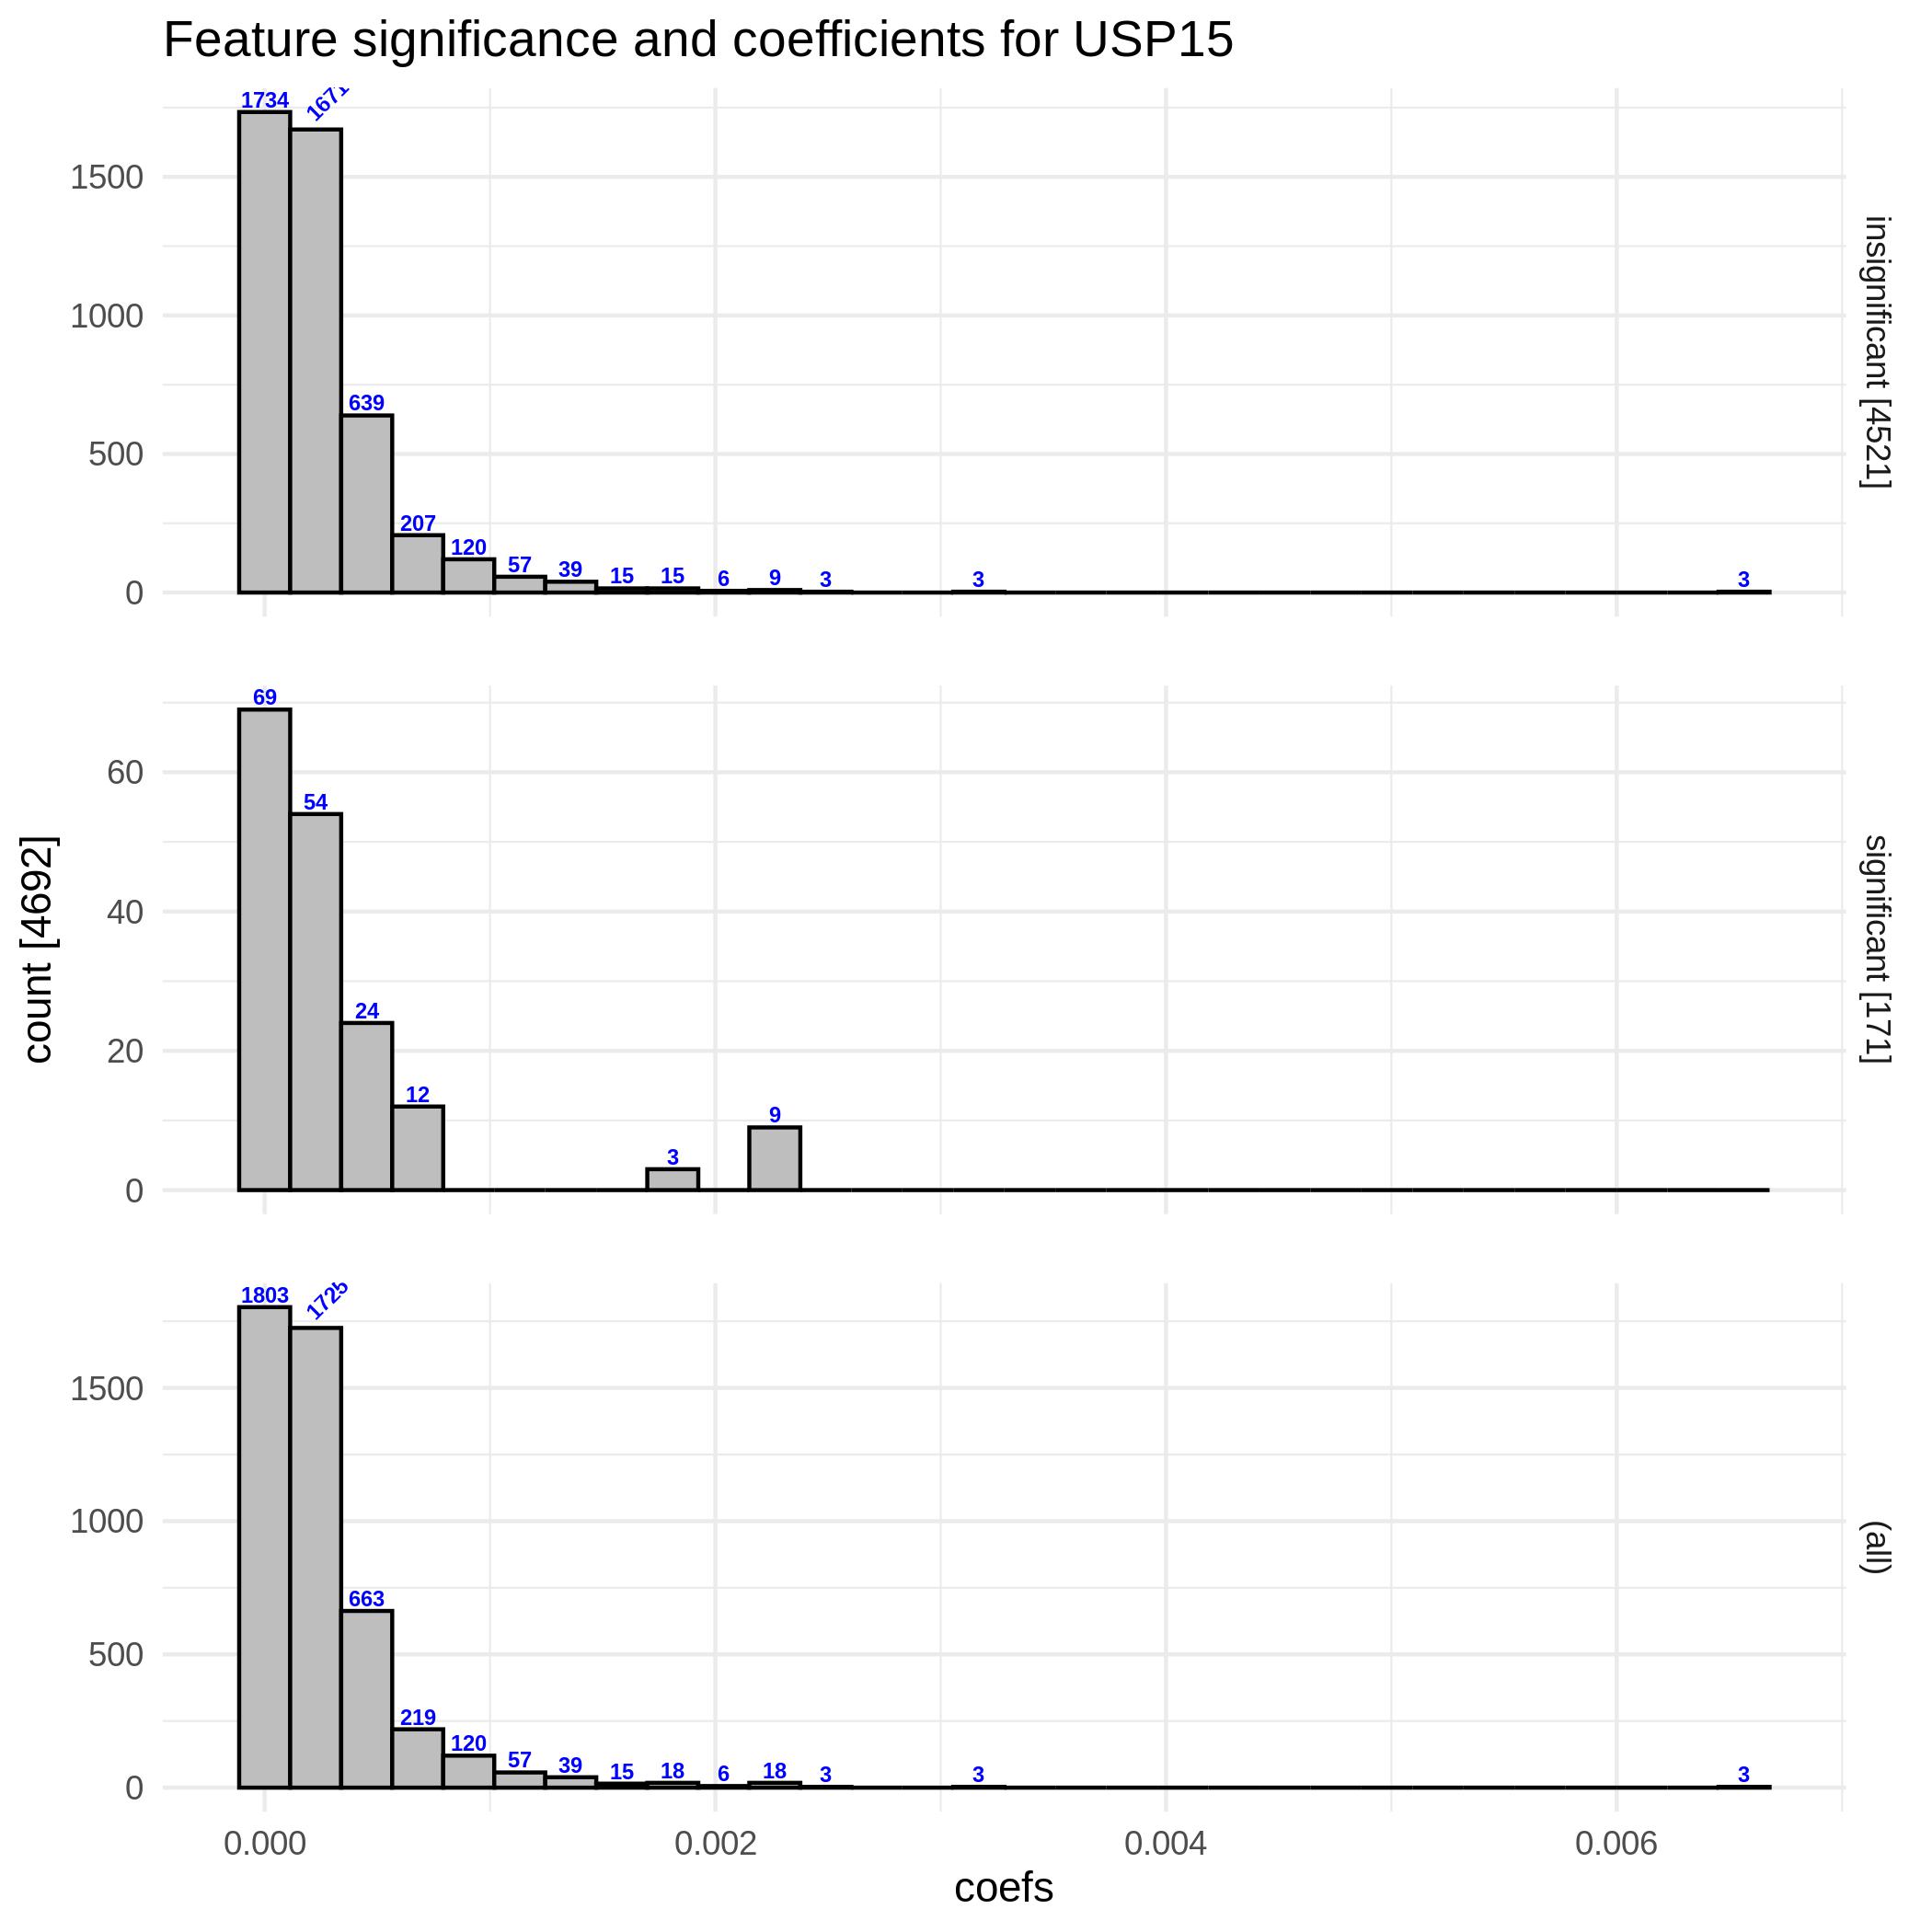 Feature significance and coefficients for USP15
1734 1671
1500
1000
639
500
207
120
57 39 15 15 6 9 3 3 3
0
insignificant [4521]
69
60
54
40
24
20
12
9
3
0
significant [171]
count [4692]
1803 1725
1500
1000
663
500
219
120
57 39 15 18 6 18 3 3 3
0
(all)
0.000 0.002 0.004 0.006
coefs